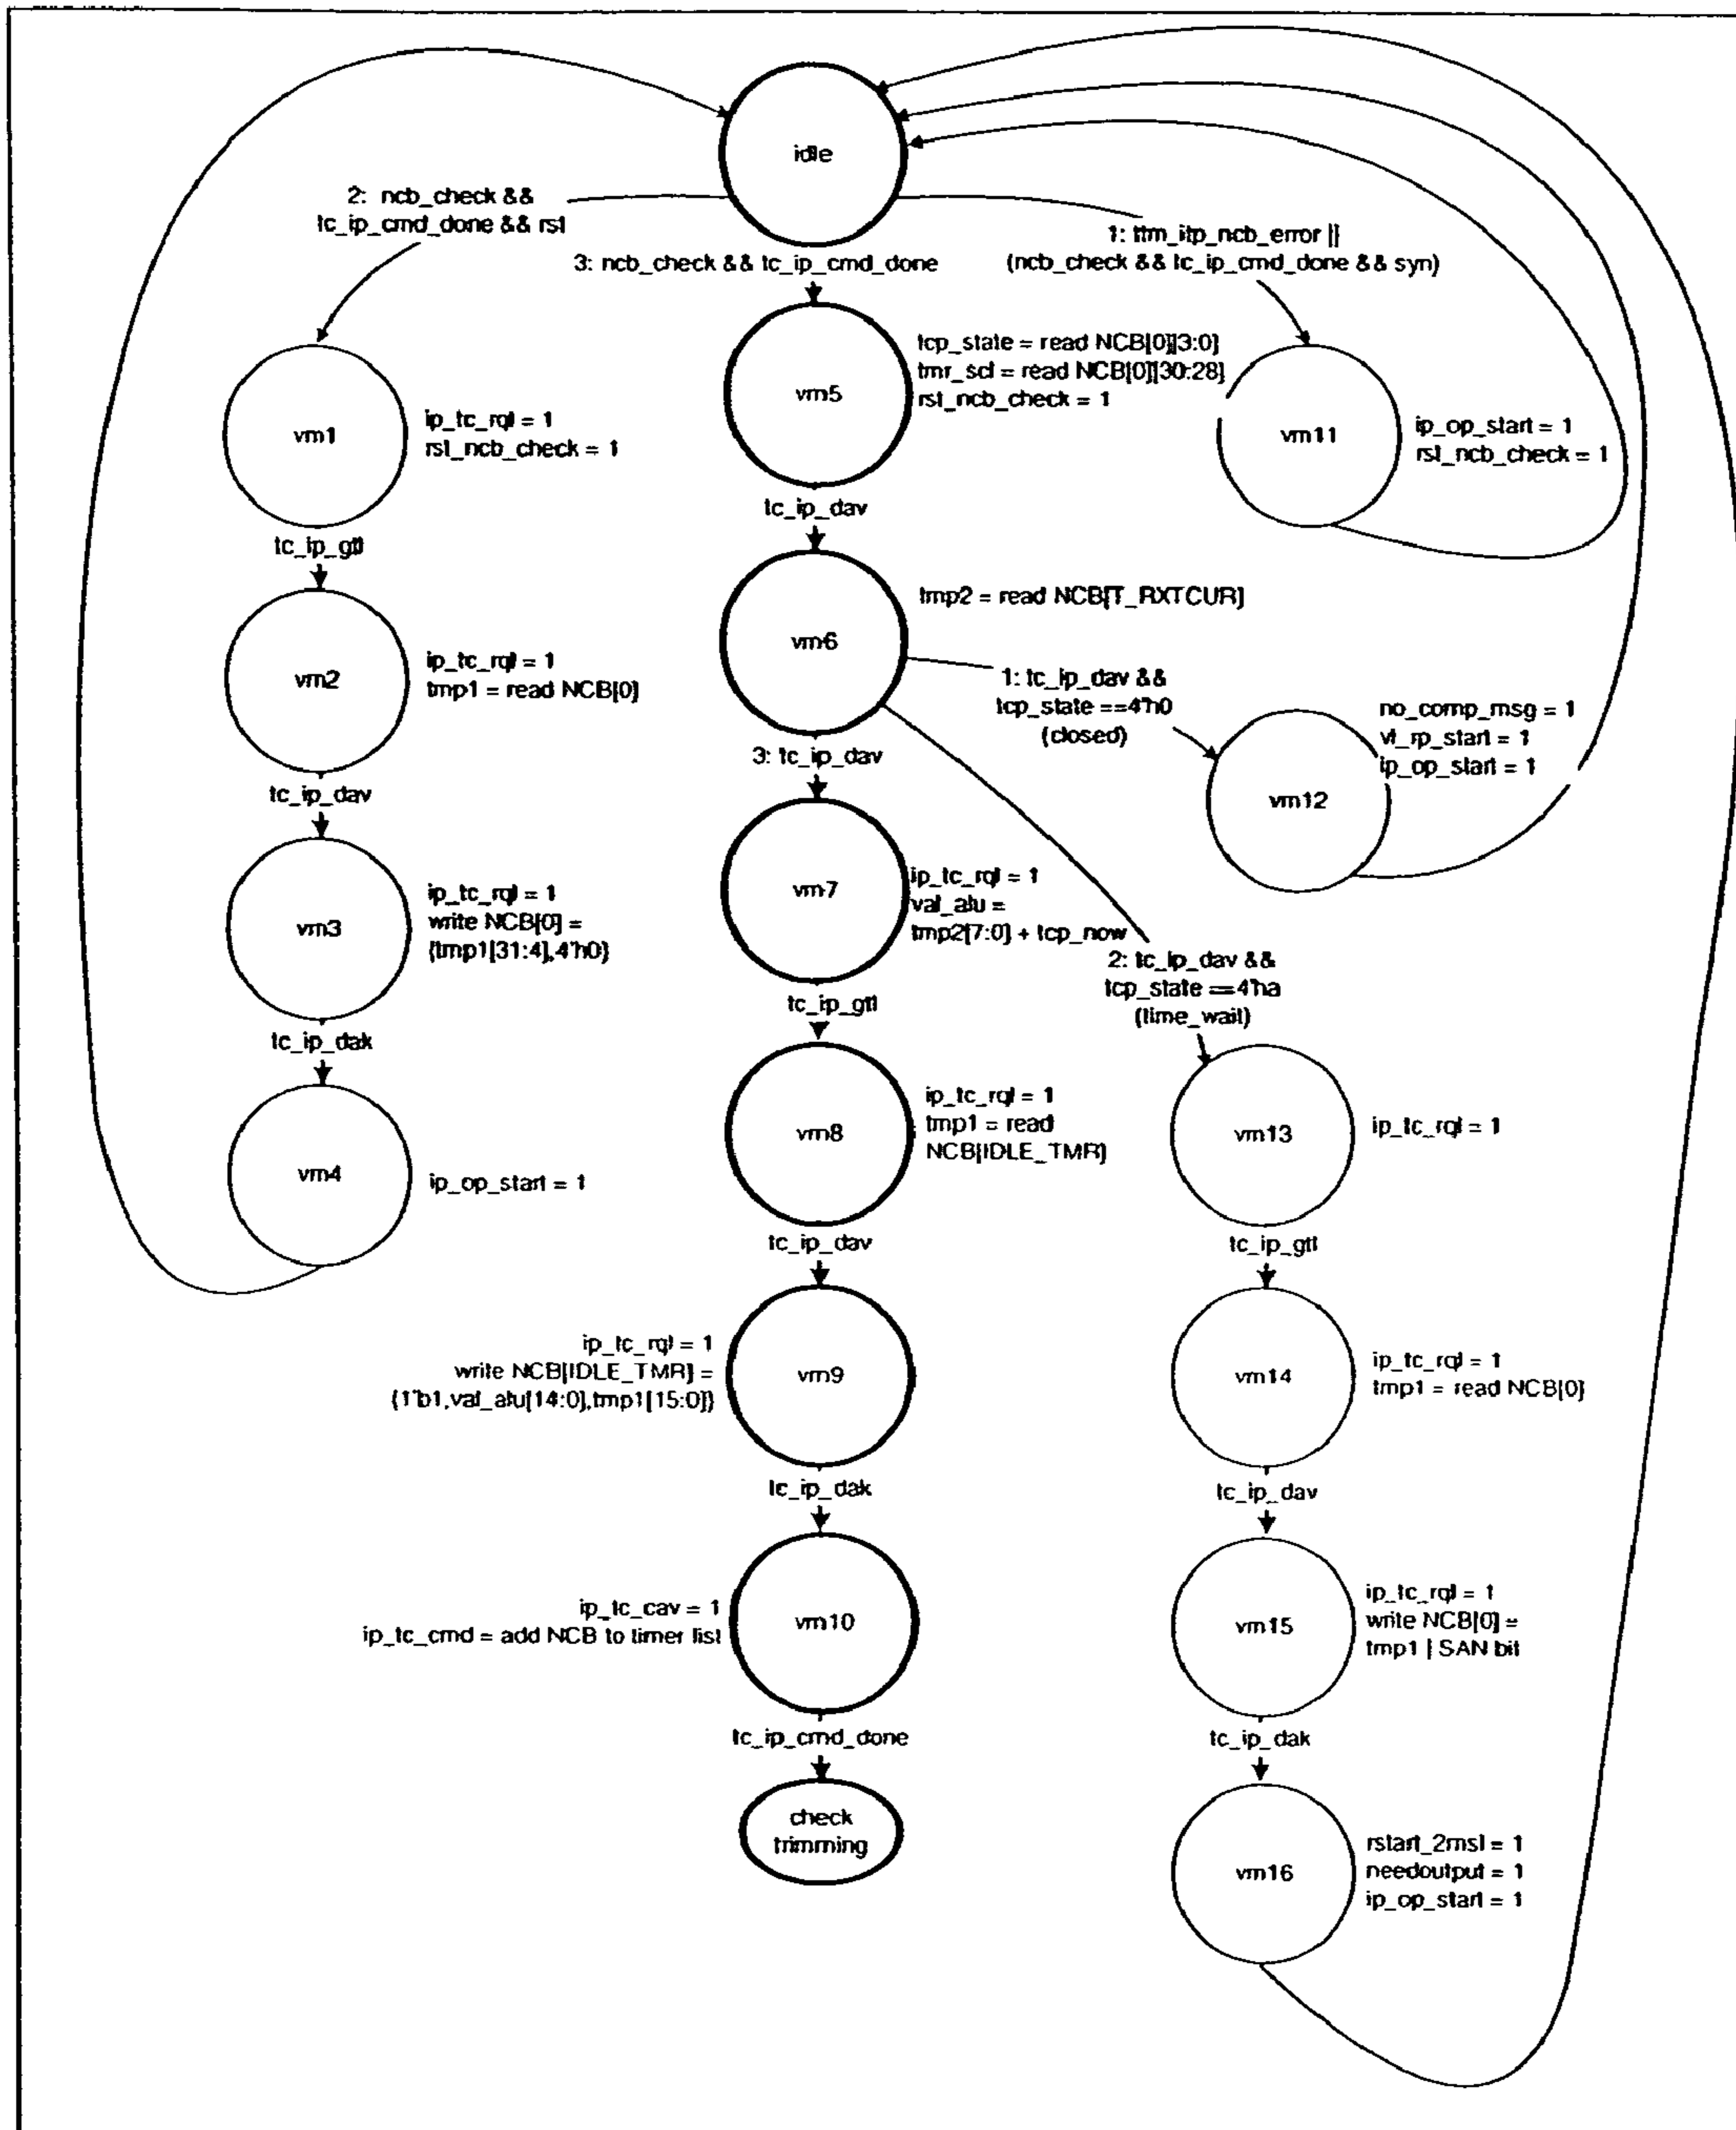 idle
2: ncb_check &&
tc_ip_cmd_done && rst
3: ncb_check && tc_ip_cmd_done
1: ttm_itp_ncb_error ||
(ncb_check && tc_ip_cmd_done && syn)
vm1
ip_tc_rql = 1
rst_ncb_check = 1
tc_ip_gtl
vm2
ip_tc_rql = 1
tmp1 = read NCB[0]
tc_ip_dav
vm3
ip_tc_rql = 1
write NCB[0] =
{tmp1[31:4],4'h0}
tc_ip_dak
vm4
ip_op_start = 1
vm5
tcp_state = read NCB[0][3:0]
tmr_scl = read NCB[0][30:28]
rst_ncb_check = 1
tc_ip_dav
vm6
tmp2 = read NCB[T_RXTCUR]
3: tc_ip_dav
vm7
ip_tc_rql = 1
val_alu =
tmp2[7:0] + tcp_now
tc_ip_gtl
vm8
ip_tc_rql = 1
tmp1 = read
NCB[IDLE_TMR]
tc_ip_dav
vm9
ip_tc_rql = 1
write NCB[IDLE_TMR] =
{1'b1,val_alu[14:0],tmp1[15:0]}
tc_ip_dak
vm10
ip_tc_cav = 1
ip_tc_cmd = add NCB to timer list
tc_ip_cmd_done
check
trimming
vm11
ip_op_start = 1
rst_ncb_check = 1
1: tc_ip_dav &&
tcp_state ==4'h0
(closed)
vm12
no_comp_msg = 1
vl_rp_start = 1
ip_op_start = 1
2: tc_ip_dav &&
tcp_state ==4'ha
(time_wait)
vm13
ip_tc_rql = 1
tc_ip_gtl
vm14
ip_tc_rql = 1
tmp1 = read NCB[0]
tc_ip_dav
vm15
ip_tc_rql = 1
write NCB[0] =
tmp1 | SAN bit
tc_ip_dak
vm16
rstart_2msl = 1
needoutput = 1
ip_op_start = 1